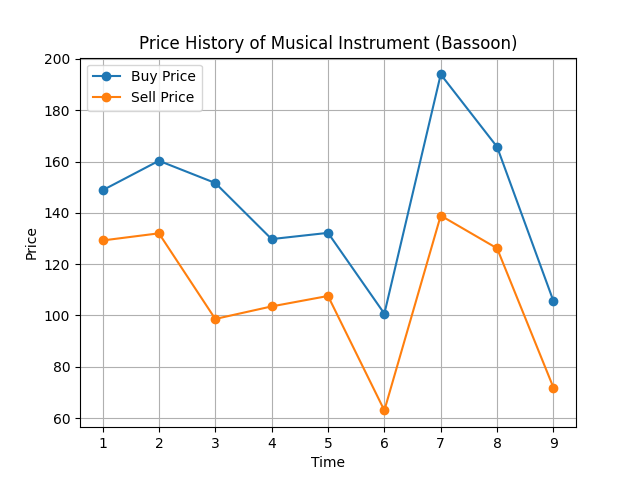 Price History of Musical Instrument (Bassoon)
Buy Price
Sell Price
Price
200
180
160
140
120
100
80
60
1 2 3 4 5 6 7 8 9
Time